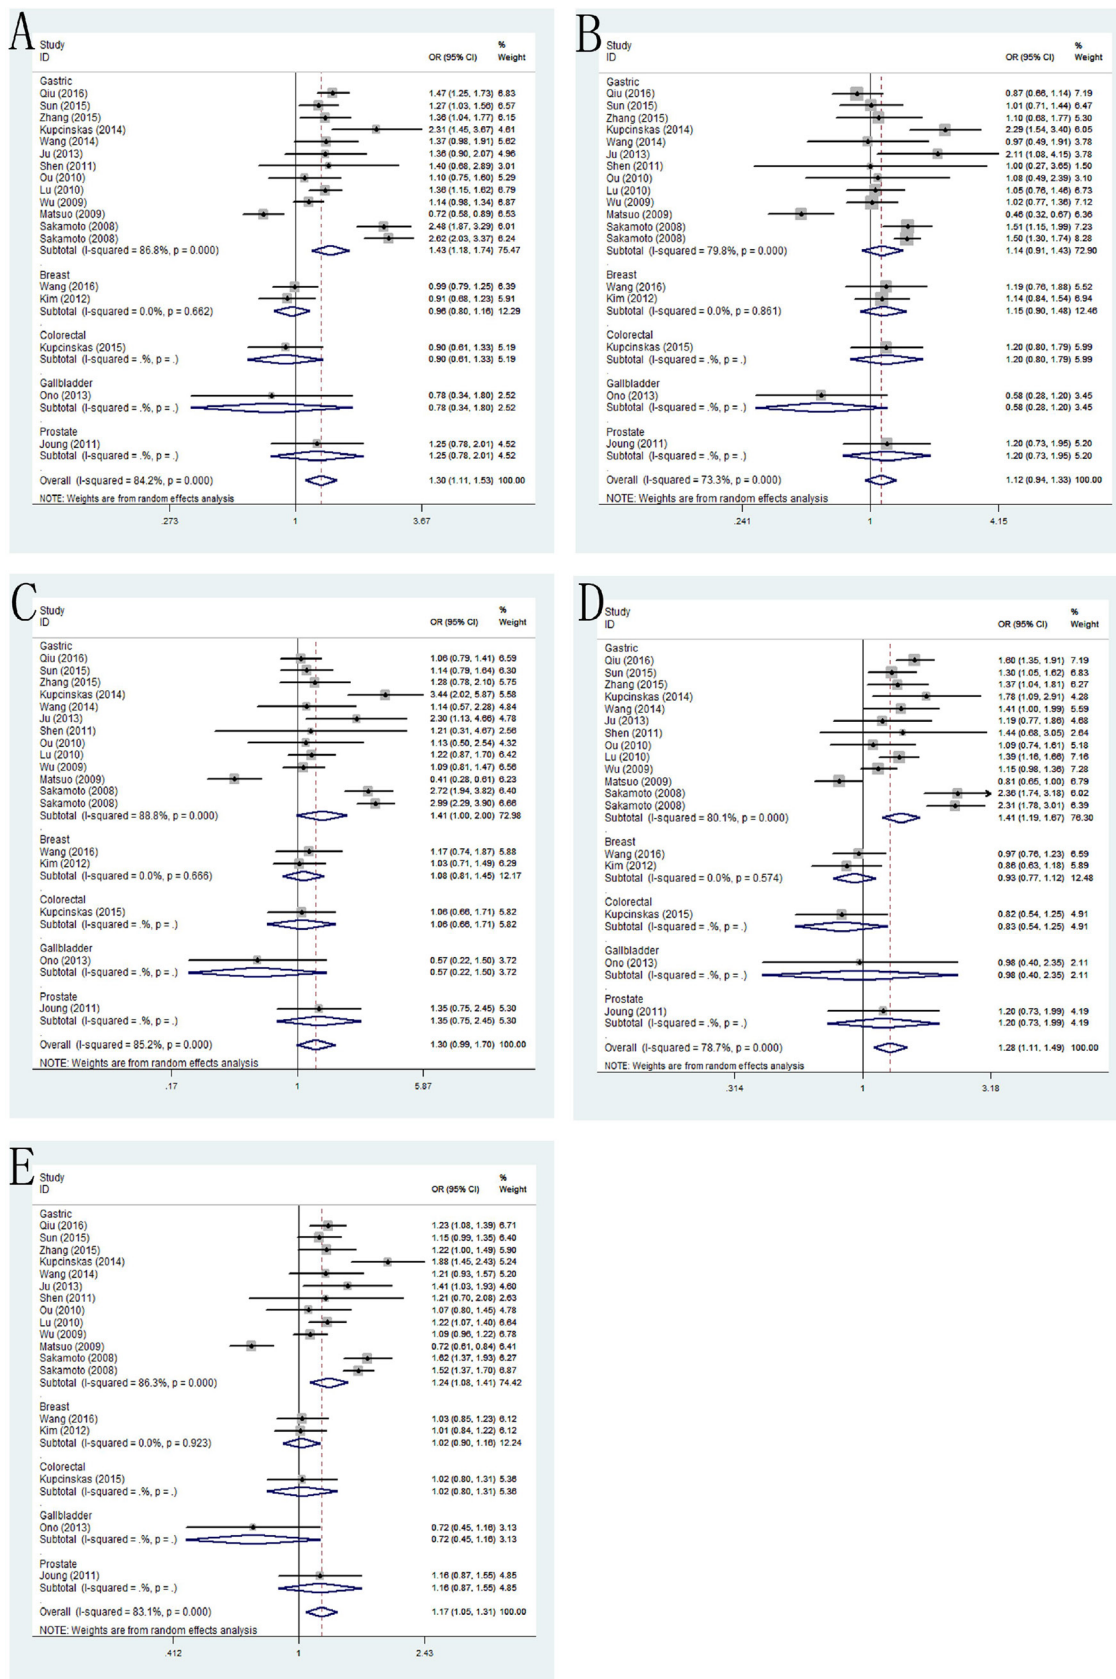 A
Study %
ID OR (95% CI) Weight
Gastric
Qiu (2016) 1.47 (1.25, 1.73) 6.83
Sun (2015) 1.27 (1.03, 1.56) 6.57
Zhang (2015) 1.36 (1.04, 1.77) 6.15
Kupcinskas (2014) 2.31 (1.45, 3.67) 4.61
Wang (2014) 1.37 (0.98, 1.91) 5.62
Ju (2013) 1.36 (0.90, 2.07) 4.96
Shen (2011) 1.40 (0.68, 2.89) 3.01
Ou (2010) 1.10 (0.75, 1.60) 5.29
Lu (2010) 1.36 (1.15, 1.62) 6.79
Wu (2009) 1.14 (0.98, 1.34) 6.87
Matsuo (2009) 0.72 (0.58, 0.89) 6.53
Sakamoto (2008) 2.48 (1.87, 3.29) 6.01
Sakamoto (2008) 2.62 (2.03, 3.37) 6.24
Subtotal (I-squared = 86.8%, p = 0.000) 1.43 (1.18, 1.74) 75.47
.
Breast
Wang (2016) 0.99 (0.79, 1.25) 6.39
Kim (2012) 0.91 (0.68, 1.23) 5.91
Subtotal (I-squared = 0.0%, p = 0.662) 0.96 (0.80, 1.16) 12.29
.
Colorectal
Kupcinskas (2015) 0.90 (0.61, 1.33) 5.19
Subtotal (I-squared = .%, p = .) 0.90 (0.61, 1.33) 5.19
.
Gallbladder
Ono (2013) 0.78 (0.34, 1.80) 2.52
Subtotal (I-squared = .%, p = .) 0.78 (0.34, 1.80) 2.52
.
Prostate
Joung (2011) 1.25 (0.78, 2.01) 4.52
Subtotal (I-squared = .%, p = .) 1.25 (0.78, 2.01) 4.52
.
Overall (I-squared = 84.2%, p = 0.000) 1.30 (1.11, 1.53) 100.00
NOTE: Weights are from random effects analysis
.273 1 3.67
B
Study %
ID OR (95% CI) Weight
Gastric
Qiu (2016) 0.87 (0.66, 1.14) 7.19
Sun (2015) 1.01 (0.71, 1.44) 6.47
Zhang (2015) 1.10 (0.68, 1.77) 5.30
Kupcinskas (2014) 2.29 (1.54, 3.40) 6.05
Wang (2014) 0.97 (0.49, 1.91) 3.78
Ju (2013) 2.11 (1.08, 4.15) 3.78
Shen (2011) 1.00 (0.27, 3.65) 1.50
Ou (2010) 1.08 (0.49, 2.39) 3.10
Lu (2010) 1.05 (0.76, 1.46) 6.73
Wu (2009) 1.02 (0.77, 1.36) 7.12
Matsuo (2009) 0.46 (0.32, 0.67) 6.36
Sakamoto (2008) 1.51 (1.15, 1.99) 7.23
Sakamoto (2008) 1.50 (1.30, 1.74) 8.28
Subtotal (I-squared = 79.8%, p = 0.000) 1.14 (0.91, 1.43) 72.90
.
Breast
Wang (2016) 1.19 (0.76, 1.88) 5.52
Kim (2012) 1.14 (0.84, 1.54) 6.94
Subtotal (I-squared = 0.0%, p = 0.861) 1.15 (0.90, 1.48) 12.46
.
Colorectal
Kupcinskas (2015) 1.20 (0.80, 1.79) 5.99
Subtotal (I-squared = .%, p = .) 1.20 (0.80, 1.79) 5.99
.
Gallbladder
Ono (2013) 0.58 (0.28, 1.20) 3.45
Subtotal (I-squared = .%, p = .) 0.58 (0.28, 1.20) 3.45
.
Prostate
Joung (2011) 1.20 (0.73, 1.95) 5.20
Subtotal (I-squared = .%, p = .) 1.20 (0.73, 1.95) 5.20
.
Overall (I-squared = 73.3%, p = 0.000) 1.12 (0.94, 1.33) 100.00
NOTE: Weights are from random effects analysis
.241 1 4.15
C
Study %
ID OR (95% CI) Weight
Gastric
Qiu (2016) 1.06 (0.79, 1.41) 6.59
Sun (2015) 1.14 (0.79, 1.64) 6.30
Zhang (2015) 1.28 (0.78, 2.10) 5.75
Kupcinskas (2014) 3.44 (2.02, 5.87) 5.58
Wang (2014) 1.14 (0.57, 2.28) 4.84
Ju (2013) 2.30 (1.13, 4.66) 4.78
Shen (2011) 1.21 (0.31, 4.67) 2.56
Ou (2010) 1.13 (0.50, 2.54) 4.32
Lu (2010) 1.22 (0.87, 1.70) 6.42
Wu (2009) 1.09 (0.81, 1.47) 6.56
Matsuo (2009) 0.41 (0.28, 0.61) 6.23
Sakamoto (2008) 2.72 (1.94, 3.82) 6.40
Sakamoto (2008) 2.99 (2.29, 3.90) 6.66
Subtotal (I-squared = 88.8%, p = 0.000) 1.41 (1.00, 2.00) 72.98
.
Breast
Wang (2016) 1.17 (0.74, 1.87) 5.88
Kim (2012) 1.03 (0.71, 1.49) 6.29
Subtotal (I-squared = 0.0%, p = 0.666) 1.08 (0.81, 1.45) 12.17
.
Colorectal
Kupcinskas (2015) 1.06 (0.66, 1.71) 5.82
Subtotal (I-squared = .%, p = .) 1.06 (0.66, 1.71) 5.82
.
Gallbladder
Ono (2013) 0.57 (0.22, 1.50) 3.72
Subtotal (I-squared = .%, p = .) 0.57 (0.22, 1.50) 3.72
.
Prostate
Joung (2011) 1.35 (0.75, 2.45) 5.30
Subtotal (I-squared = .%, p = .) 1.35 (0.75, 2.45) 5.30
.
Overall (I-squared = 85.2%, p = 0.000) 1.30 (0.99, 1.70) 100.00
NOTE: Weights are from random effects analysis
.17 1 5.87
D
Study %
ID OR (95% CI) Weight
Gastric
Qiu (2016) 1.60 (1.35, 1.91) 7.19
Sun (2015) 1.30 (1.05, 1.62) 6.83
Zhang (2015) 1.37 (1.04, 1.81) 6.27
Kupcinskas (2014) 1.78 (1.09, 2.91) 4.28
Wang (2014) 1.41 (1.00, 1.99) 5.59
Ju (2013) 1.19 (0.77, 1.86) 4.68
Shen (2011) 1.44 (0.68, 3.05) 2.64
Ou (2010) 1.09 (0.74, 1.61) 5.18
Lu (2010) 1.39 (1.16, 1.66) 7.16
Wu (2009) 1.15 (0.98, 1.36) 7.28
Matsuo (2009) 0.81 (0.65, 1.00) 6.79
Sakamoto (2008) 2.36 (1.74, 3.18) 6.02
Sakamoto (2008) 2.31 (1.78, 3.01) 6.39
Subtotal (I-squared = 80.1%, p = 0.000) 1.41 (1.19, 1.67) 76.30
.
Breast
Wang (2016) 0.97 (0.76, 1.23) 6.59
Kim (2012) 0.86 (0.63, 1.18) 5.89
Subtotal (I-squared = 0.0%, p = 0.574) 0.93 (0.77, 1.12) 12.48
.
Colorectal
Kupcinskas (2015) 0.82 (0.54, 1.25) 4.91
Subtotal (I-squared = .%, p = .) 0.83 (0.54, 1.25) 4.91
.
Gallbladder
Ono (2013) 0.98 (0.40, 2.35) 2.11
Subtotal (I-squared = .%, p = .) 0.98 (0.40, 2.35) 2.11
.
Prostate
Joung (2011) 1.20 (0.73, 1.99) 4.19
Subtotal (I-squared = .%, p = .) 1.20 (0.73, 1.99) 4.19
.
Overall (I-squared = 78.7%, p = 0.000) 1.28 (1.11, 1.49) 100.00
NOTE: Weights are from random effects analysis
.314 1 3.18
E
Study %
ID OR (95% CI) Weight
Gastric
Qiu (2016) 1.23 (1.08, 1.39) 6.71
Sun (2015) 1.15 (0.99, 1.35) 6.40
Zhang (2015) 1.22 (1.00, 1.49) 5.90
Kupcinskas (2014) 1.88 (1.45, 2.43) 5.24
Wang (2014) 1.21 (0.93, 1.57) 5.20
Ju (2013) 1.41 (1.03, 1.93) 4.60
Shen (2011) 1.21 (0.70, 2.08) 2.63
Ou (2010) 1.07 (0.80, 1.45) 4.78
Lu (2010) 1.22 (1.07, 1.40) 6.64
Wu (2009) 1.09 (0.96, 1.22) 6.78
Matsuo (2009) 0.72 (0.61, 0.84) 6.41
Sakamoto (2008) 1.62 (1.37, 1.93) 6.27
Sakamoto (2008) 1.52 (1.37, 1.70) 6.87
Subtotal (I-squared = 86.3%, p = 0.000) 1.24 (1.08, 1.41) 74.42
.
Breast
Wang (2016) 1.03 (0.85, 1.23) 6.12
Kim (2012) 1.01 (0.84, 1.22) 6.12
Subtotal (I-squared = 0.0%, p = 0.923) 1.02 (0.90, 1.16) 12.24
.
Colorectal
Kupcinskas (2015) 1.02 (0.80, 1.31) 5.36
Subtotal (I-squared = .%, p = .) 1.02 (0.80, 1.31) 5.36
.
Gallbladder
Ono (2013) 0.72 (0.45, 1.16) 3.13
Subtotal (I-squared = .%, p = .) 0.72 (0.45, 1.16) 3.13
.
Prostate
Joung (2011) 1.16 (0.87, 1.55) 4.85
Subtotal (I-squared = .%, p = .) 1.16 (0.87, 1.55) 4.85
.
Overall (I-squared = 83.1%, p = 0.000) 1.17 (1.05, 1.31) 100.00
NOTE: Weights are from random effects analysis
.412 1 2.43